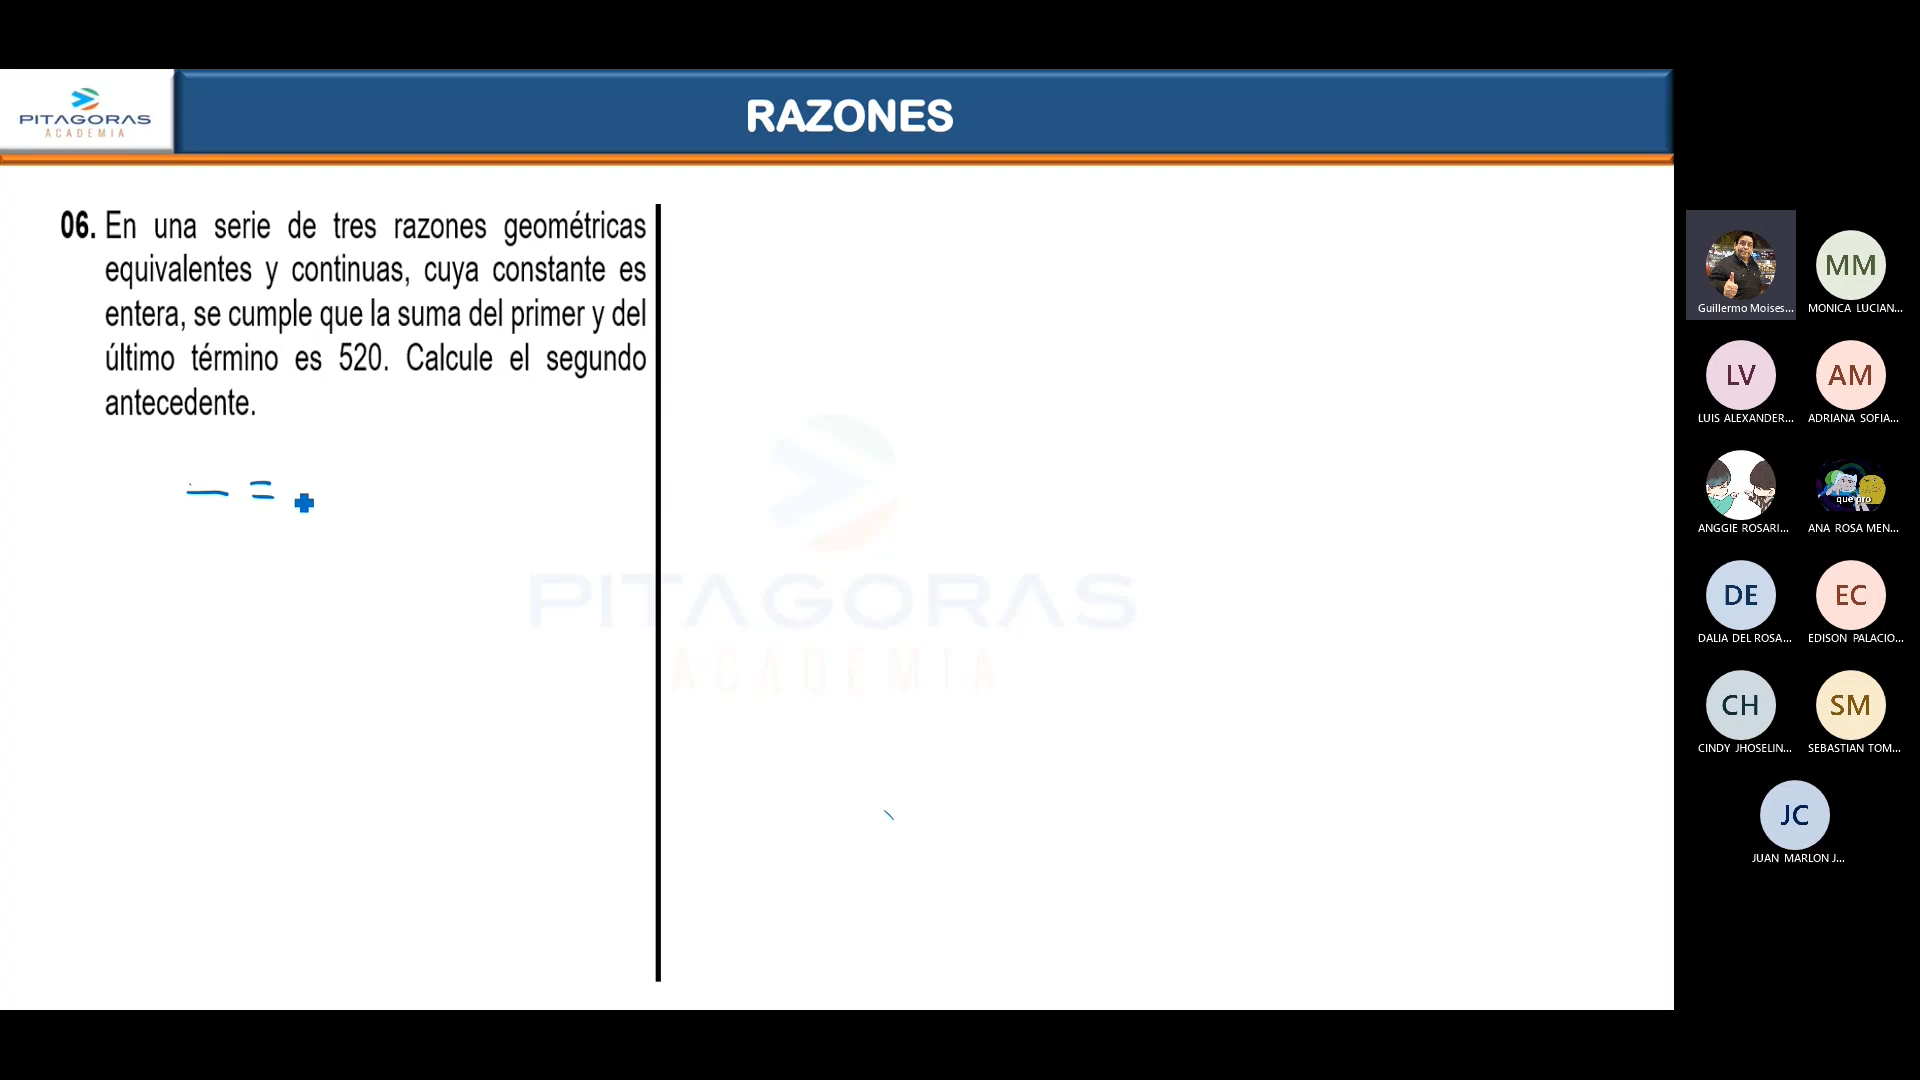 PITAGORAS
ACADEMIA
RAZONES
06. En una serie de tres razones geométricas
equivalentes y continuas, cuya constante es
entera, se cumple que la suma del primer y del
último término es 520. Calcule el segundo
antecedente.
— =
PITAGORAS
ACADEMIA
Guillermo Moises...
MM
MONICA LUCIAN...
LV
LUIS ALEXANDER...
AM
ADRIANA SOFIA...
ANGGIE ROSARI...
que pro
ANA ROSA MEN...
DE
DALIA DEL ROSA...
EC
EDISON PALACIO...
CH
CINDY JHOSELIN...
SM
SEBASTIAN TOM...
JC
JUAN MARLON J...